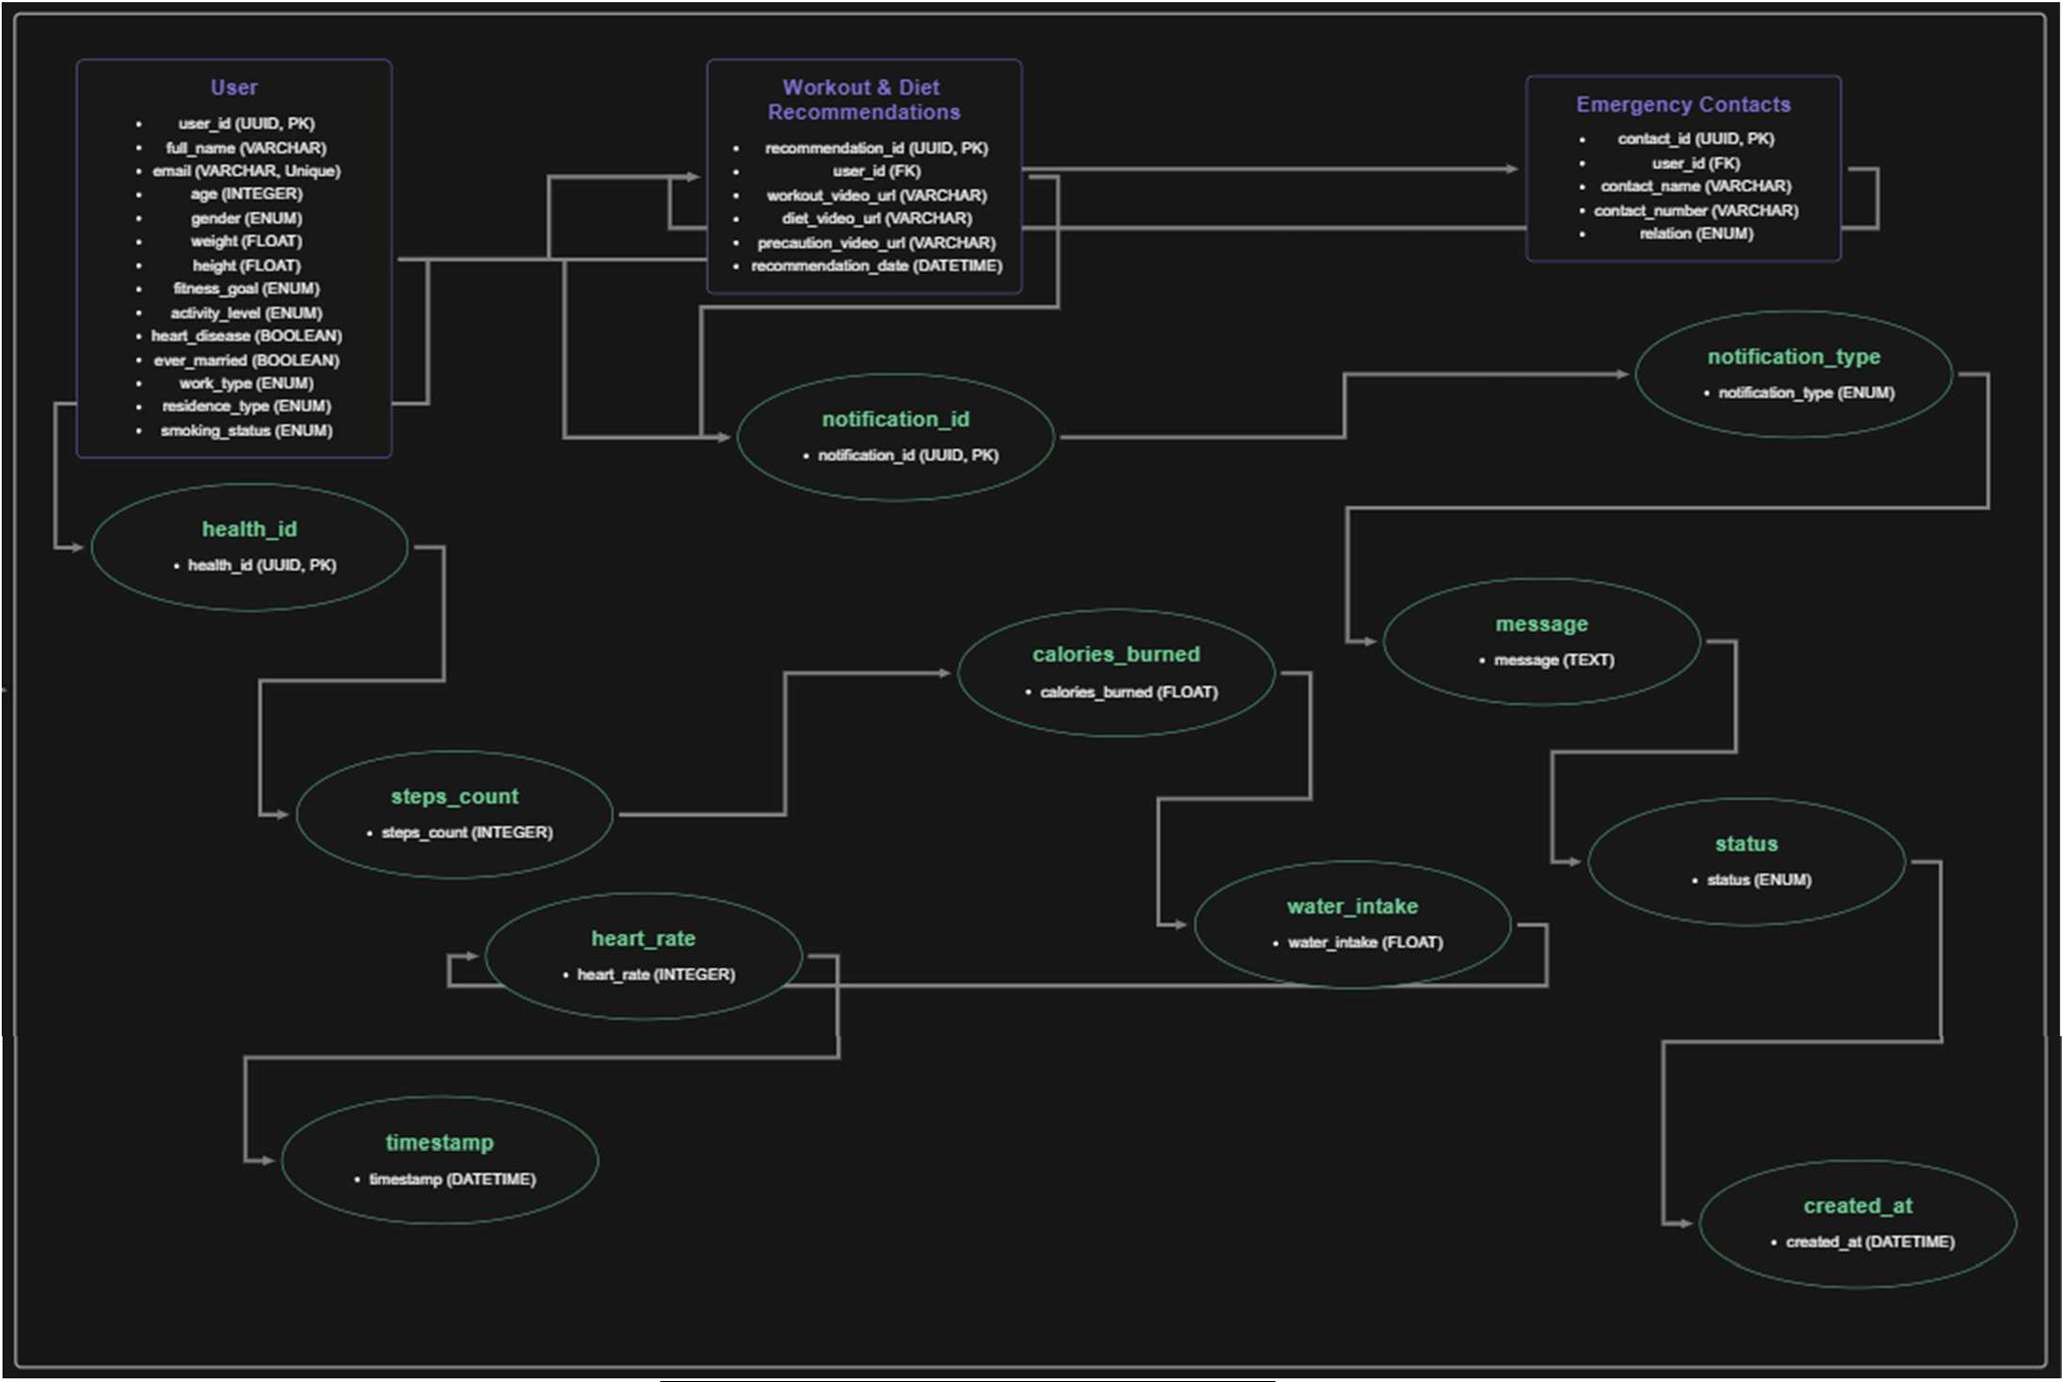 User
• user_id (UUID, PK)
• full_name (VARCHAR)
• email (VARCHAR, Unique)
• age (INTEGER)
• gender (ENUM)
• weight (FLOAT)
• height (FLOAT)
• fitness_goal (ENUM)
• activity_level (ENUM)
• heart_disease (BOOLEAN)
• ever_married (BOOLEAN)
• work_type (ENUM)
• residence_type (ENUM)
• smoking_status (ENUM)
Workout & Diet
Recommendations
• recommendation_id (UUID, PK)
• user_id (FK)
• workout_video_url (VARCHAR)
• diet_video_url (VARCHAR)
• precaution_video_url (VARCHAR)
• recommendation_date (DATETIME)
Emergency Contacts
• contact_id (UUID, PK)
• user_id (FK)
• contact_name (VARCHAR)
• contact_number (VARCHAR)
• relation (ENUM)
notification_type
• notification_type (ENUM)
notification_id
• notification_id (UUID, PK)
health_id
• health_id (UUID, PK)
message
• message (TEXT)
calories_burned
• calories_burned (FLOAT)
steps_count
• steps_count (INTEGER)
status
• status (ENUM)
water_intake
• water_intake (FLOAT)
heart_rate
• heart_rate (INTEGER)
timestamp
• timestamp (DATETIME)
created_at
• created_at (DATETIME)